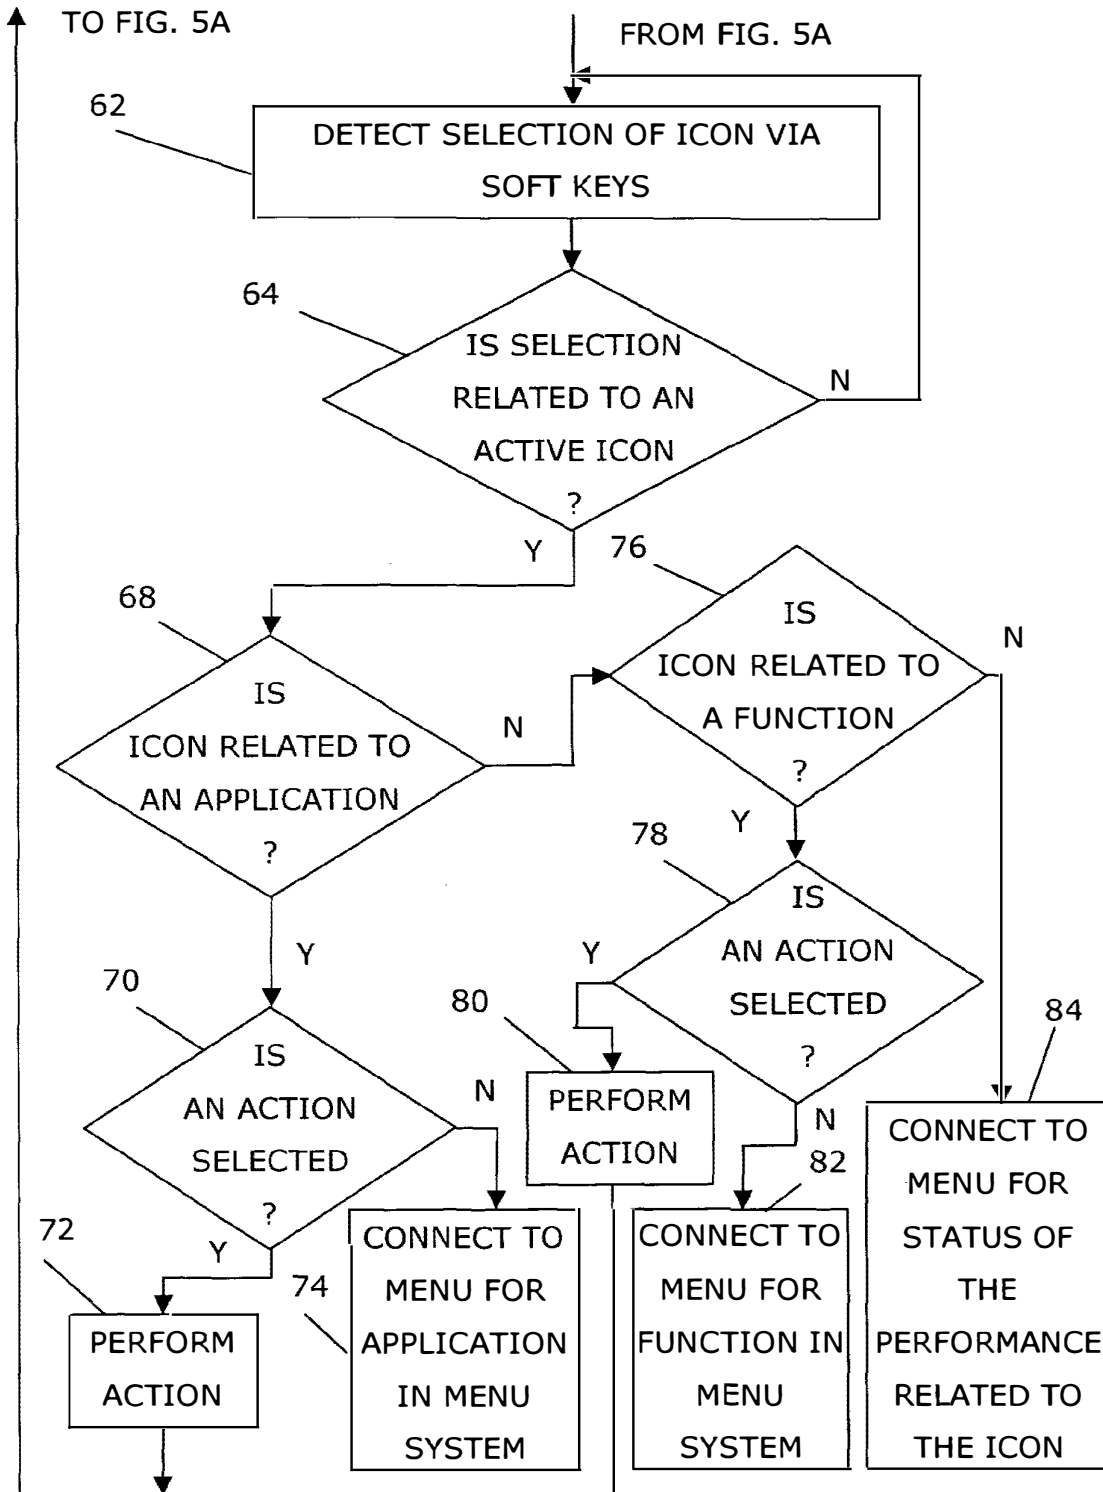 TO FIG. 5A
FROM FIG. 5A
62
DETECT SELECTION OF ICON VIA
SOFT KEYS
64
IS SELECTION
RELATED TO AN
ACTIVE ICON
?
N
Y
76
IS
ICON RELATED TO
A FUNCTION
?
N
Y
68
IS
ICON RELATED TO
AN APPLICATION
?
N
Y
78
IS
AN ACTION
SELECTED
?
Y
N
70
IS
AN ACTION
SELECTED
?
N
Y
80
PERFORM
ACTION
84
CONNECT TO
MENU FOR
STATUS OF
THE
PERFORMANCE
RELATED TO
THE ICON
72
PERFORM
ACTION
74
CONNECT TO
MENU FOR
APPLICATION
IN MENU
SYSTEM
82
CONNECT TO
MENU FOR
FUNCTION IN
MENU
SYSTEM